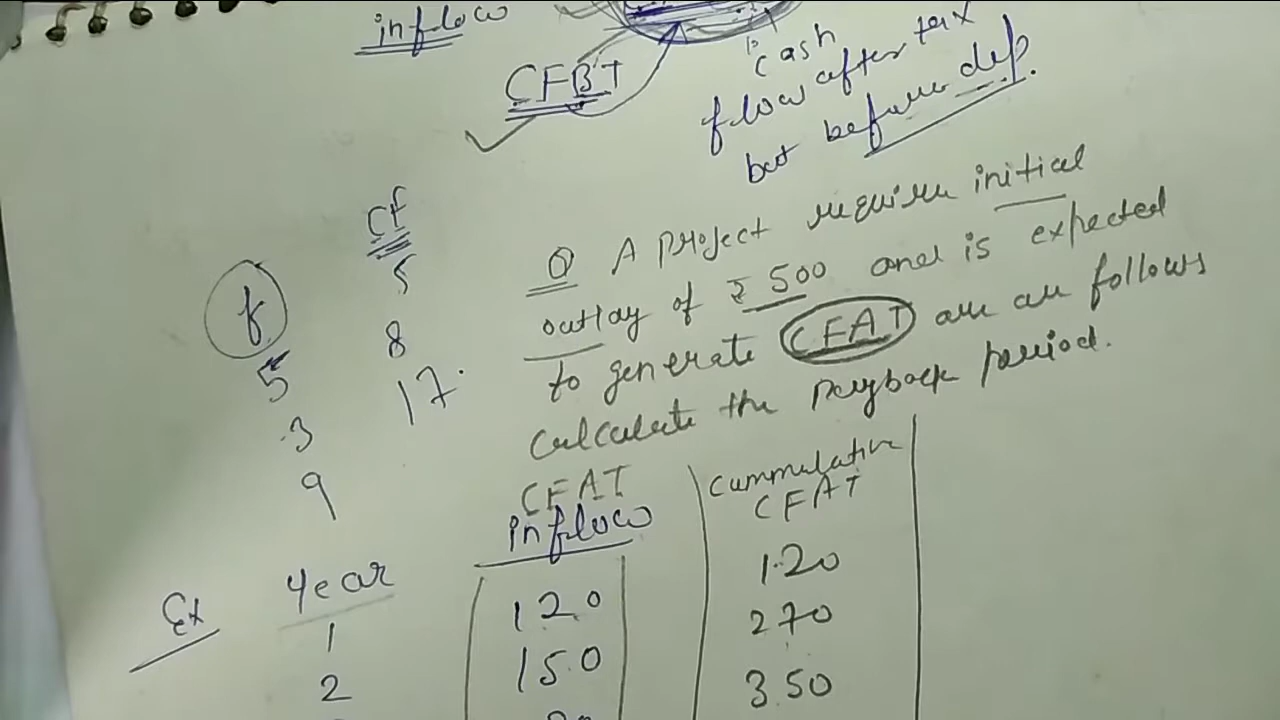 inflow
CFBT
cash
flow after tax
but before dep.
f
5
3
9
Cf
5
8
17.
Q A project require initial
outlay of ₹ 500 and is expected
to generate CFAT are as follows
Calculate the Payback period.
Ex
Year
1
2
CFAT
inflow
120
150
Cummulative
CFAT
120
270
350